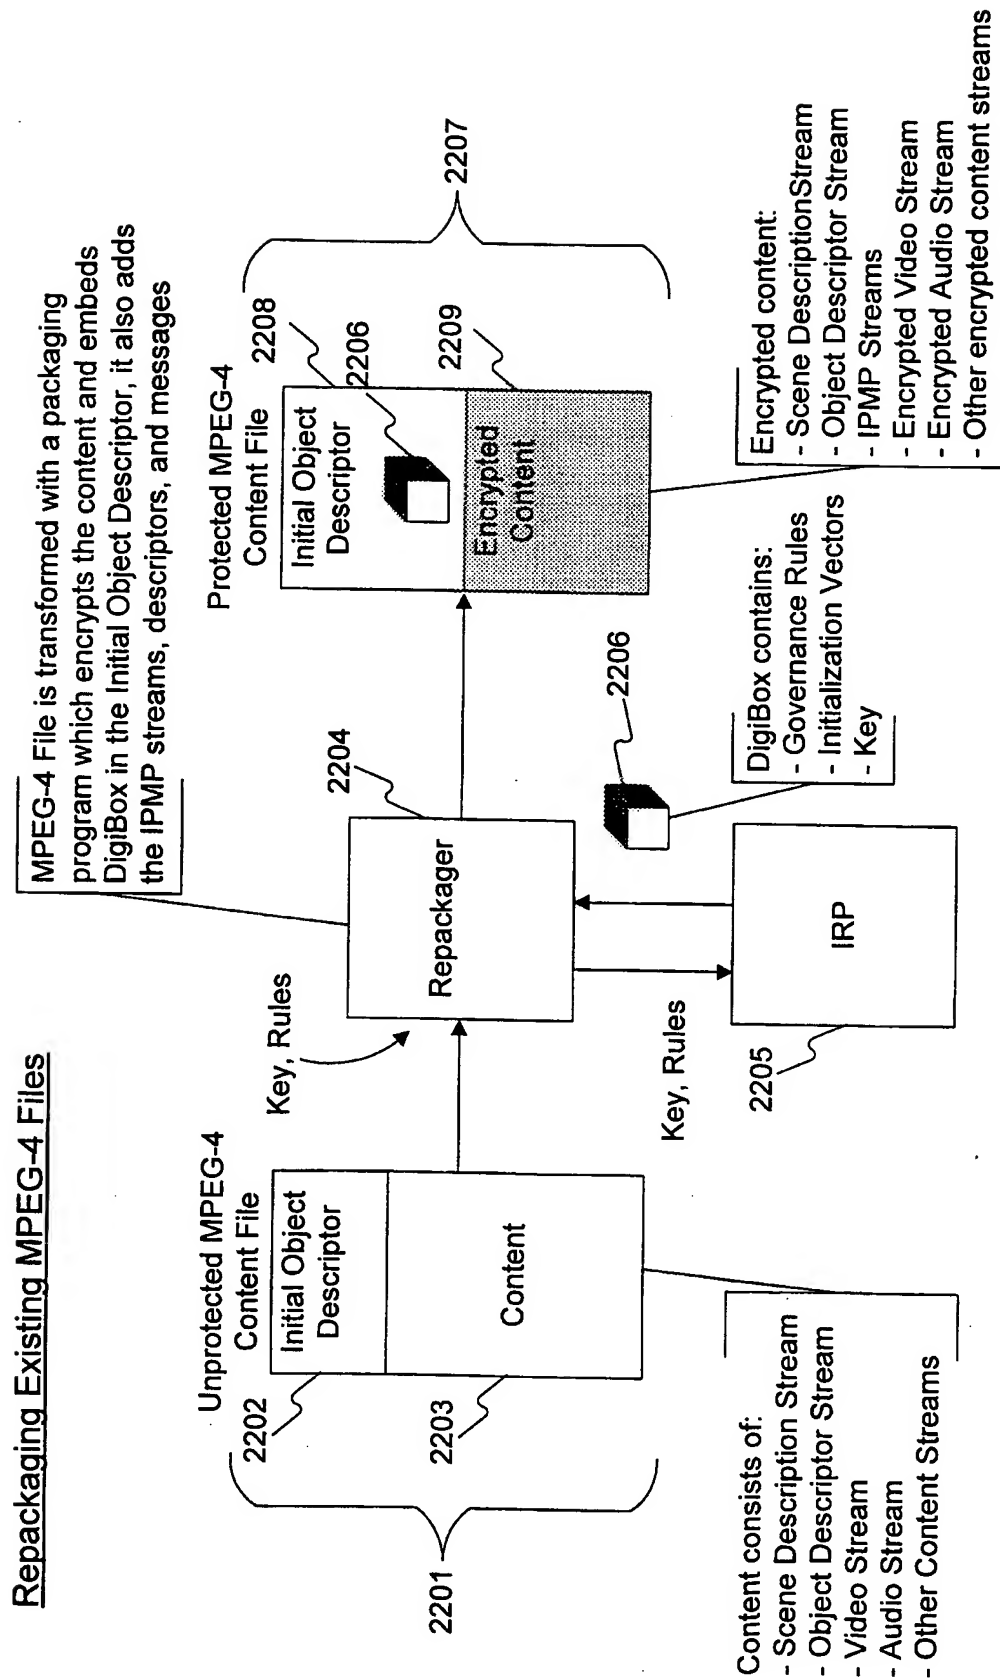 Repackaging Existing MPEG-4 Files
MPEG-4 File is transformed with a packaging
program which encrypts the content and embeds
DigiBox in the Initial Object Descriptor, it also adds
the IPMP streams, descriptors, and messages
Unprotected MPEG-4
Content File
2202
Initial Object
Descriptor
2203
Content
2201
Content consists of:
- Scene Description Stream
- Object Descriptor Stream
- Video Stream
- Audio Stream
- Other Content Streams
Key, Rules
2204
Repackager
Key, Rules
2205
IRP
2206
DigiBox contains:
- Governance Rules
- Initialization Vectors
- Key
Protected MPEG-4
Content File
Initial Object
Descriptor
2208
2206
Encrypted
Content
2209
2207
Encrypted content:
- Scene DescriptionStream
- Object Descriptor Stream
IPMP Streams
- Encrypted Video Stream
- Encrypted Audio Stream
- Other encrypted content streams